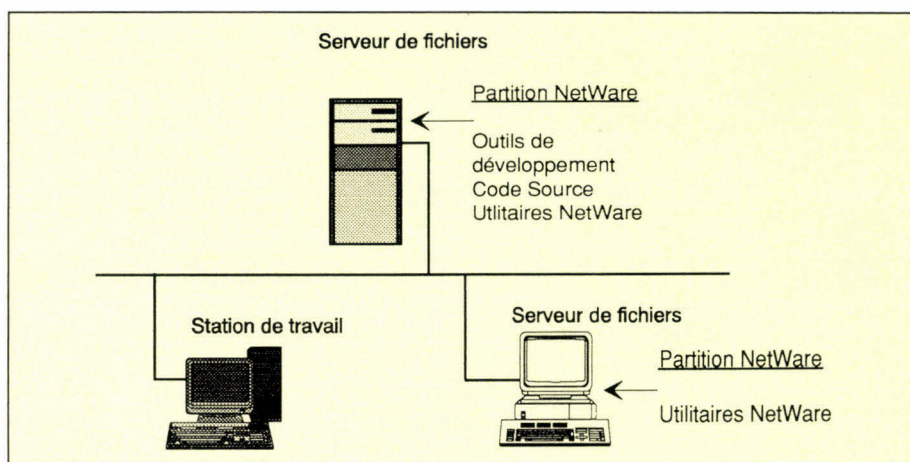 Serveur de fichiers
Partition NetWare
Outils de
développement
Code Source
Utlitaires NetWare
Station de travail
Serveur de fichiers
Partition NetWare
Utilitaires NetWare